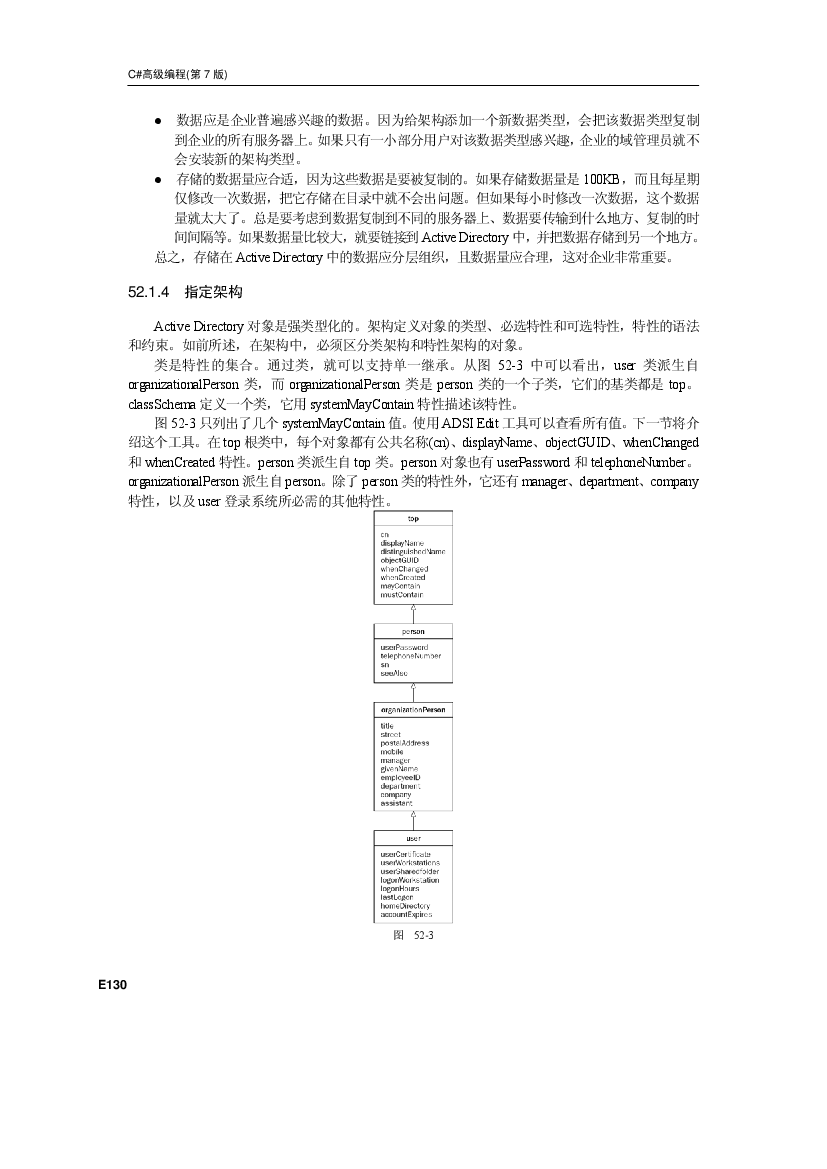 C#高级编程(第 7 版)
● 数据应是企业普遍感兴趣的数据。因为给架构添加一个新数据类型，会把该数据类型复制
到企业的所有服务器上。如果只有一小部分用户对该数据类型感兴趣，企业的域管理员就不
会安装新的架构类型。
● 存储的数据量应合适，因为这些数据是要被复制的。如果存储数据量是 100KB，而且每星期
仅修改一次数据，把它存储在目录中就不会出问题。但如果每小时修改一次数据，这个数据
量就太大了。总是要考虑到数据复制到不同的服务器上、数据要传输到什么地方、复制的时
间间隔等。如果数据量比较大，就要链接到 Active Directory 中，并把数据存储到另一个地方。
总之，存储在 Active Directory 中的数据应分层组织，且数据量应合理，这对企业非常重要。
52.1.4 指定架构
Active Directory 对象是强类型化的。架构定义对象的类型、必选特性和可选特性，特性的语法
和约束。如前所述，在架构中，必须区分类架构和特性架构的对象。
类是特性的集合。通过类，就可以支持单一继承。从图 52-3 中可以看出，user 类派生自
organizationalPerson 类，而 organizationalPerson 类是 person 类的一个子类，它们的基类都是 top。
classSchema 定义一个类，它用 systemMayContain 特性描述该特性。
图 52-3 只列出了几个 systemMayContain 值。使用 ADSI Edit 工具可以查看所有值。下一节将介
绍这个工具。在 top 根类中，每个对象都有公共名称(cn)、displayName、objectGUID、whenChanged
和 whenCreated 特性。person 类派生自 top 类。person 对象也有 userPassword 和 telephoneNumber。
organizationalPerson 派生自 person。除了 person 类的特性外，它还有 manager、department、company
特性，以及 user 登录系统所必需的其他特性。
top
cn
displayName
distinguishedName
objectGUID
whenChanged
whenCreated
mayContain
mustContain
person
userPassword
telephoneNumber
sn
seeAlso
organizationPerson
title
street
postalAddress
mobile
manager
givenName
employeeID
department
company
assistant
user
userCertificate
userWorkstations
userSharedfolder
logonWorkstation
logonHours
lastLogon
homeDirectory
accountExpires
图 52-3
E130